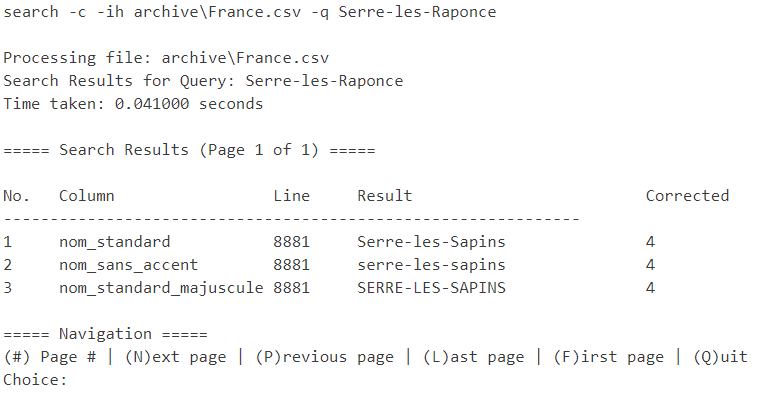 search -c -ih archive\France.csv -q Serre-les-Raponce
Processing file: archive\France.csv
Search Results for Query: Serre-les-Raponce
Time taken: 0.041000 seconds
===== Search Results (Page 1 of 1) =====
No.   Column                 Line     Result                         Corrected
--------------------------------------------------------------
1     nom_standard           8881     Serre-les-Sapins               4
2     nom_sans_accent        8881     serre-les-sapins               4
3     nom_standard_majuscule 8881     SERRE-LES-SAPINS               4
===== Navigation =====
(#) Page # | (N)ext page | (P)revious page | (L)ast page | (F)irst page | (Q)uit
Choice: